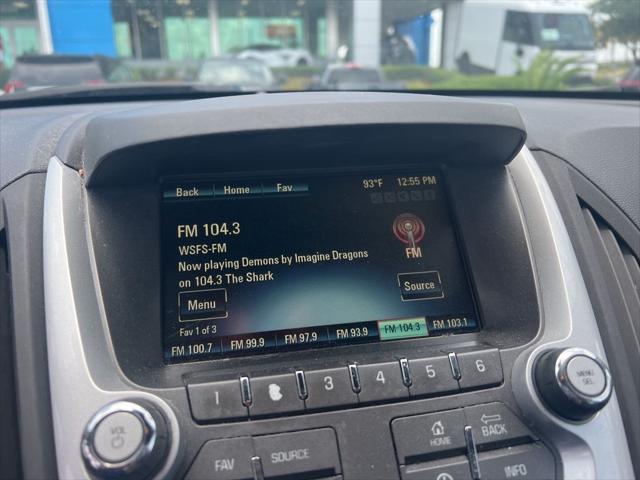 Back Home Fav 93°F 12:55 PM
FM 104.3
WSFS-FM
Now playing Demons by Imagine Dragons
on 104.3 The Shark
FM
Menu
Source
Fav 1 of 3
FM 100.7 FM 99.9 FM 97.9 FM 93.9 FM 104.3 FM 103.1
1 3 4 5 6
VOL
MENU
SEL
HOME
BACK
FAV SOURCE
INFO